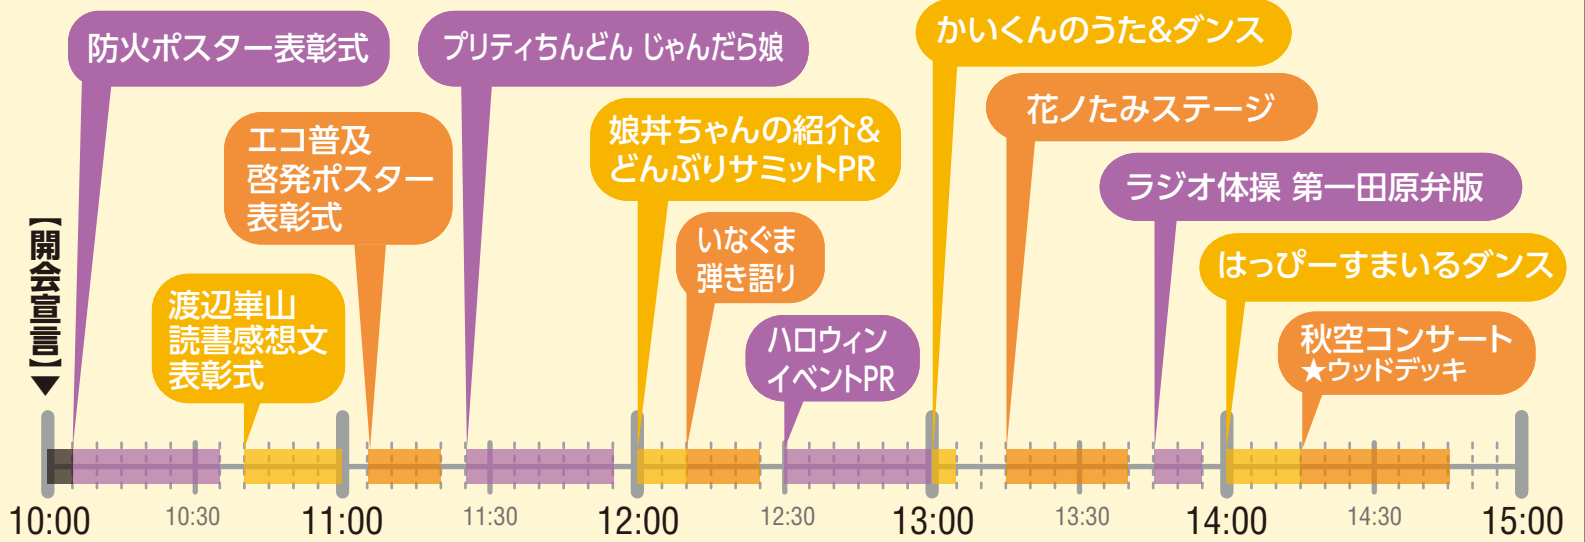 【開会宣言】▼
防火ポスター表彰式
渡辺崋山
読書感想文
表彰式
エコ普及
啓発ポスター
表彰式
プリティちんどん じゃんだら娘
娘丼ちゃんの紹介&
どんぶりサミットPR
いなぐま
弾き語り
ハロウィン
イベントPR
かいくんのうた&ダンス
花ノたみステージ
ラジオ体操 第一田原弁版
はっぴーすまいるダンス
秋空コンサート
★ウッドデッキ
10:00
10:30
11:00
11:30
12:00
12:30
13:00
13:30
14:00
14:30
15:00